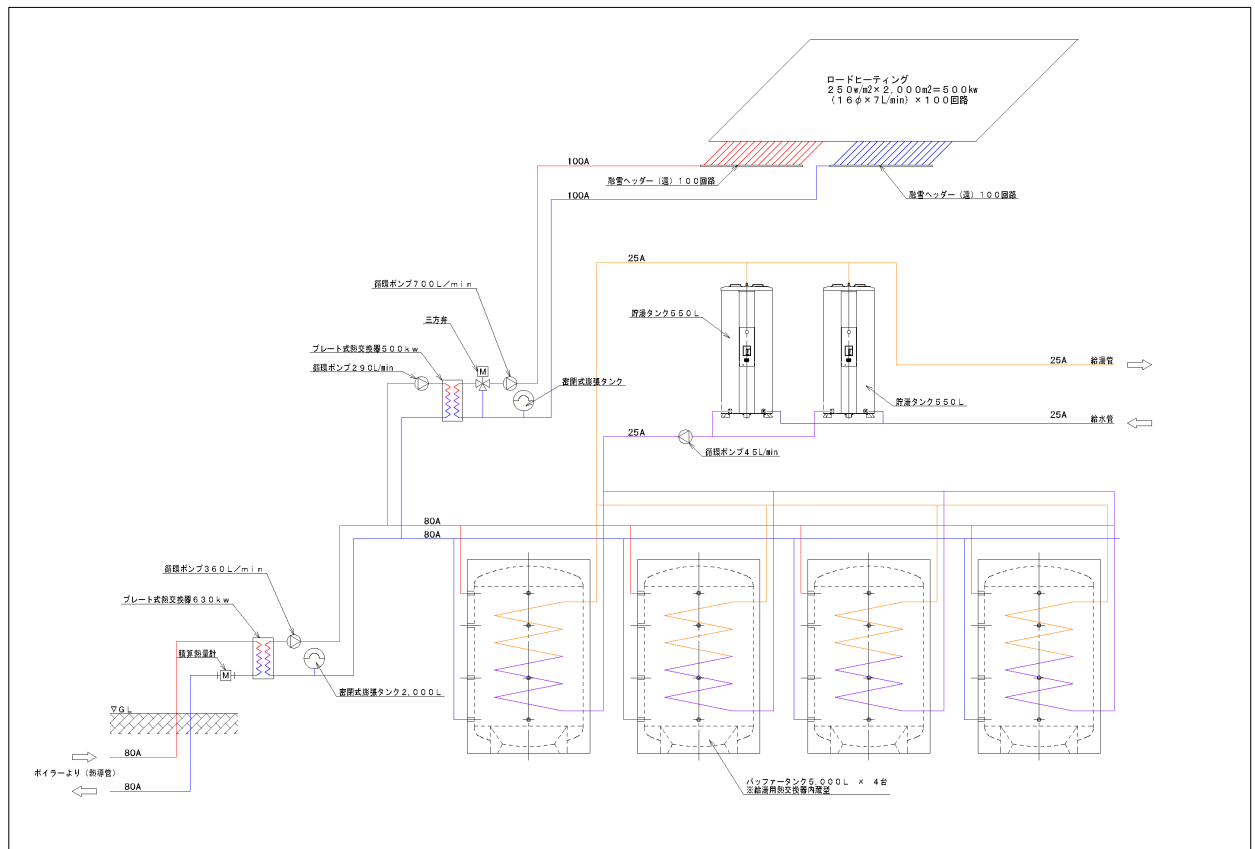 ロードヒーティング
250w/m2×2,000m2=500kw
(16φ×7L/min)×100回路
100A
融雪ヘッダー(還)100回路
100A
融雪ヘッダー(還)100回路
25A
循環ポンプ700L/min
貯湯タンク550L
三方弁
プレート式熱交換器500kw
循環ポンプ290L/min
M
密閉式膨張タンク
25A
給湯管
貯湯タンク550L
25A
給水管
25A
循環ポンプ45L/min
80A
80A
循環ポンプ360L/min
プレート式熱交換器630kw
積算熱量計
M
密閉式膨張タンク2,000L
▽GL
80A
ボイラーより(熱導管)
80A
バッファータンク5,000L × 4台
※給湯用熱交換器内蔵型